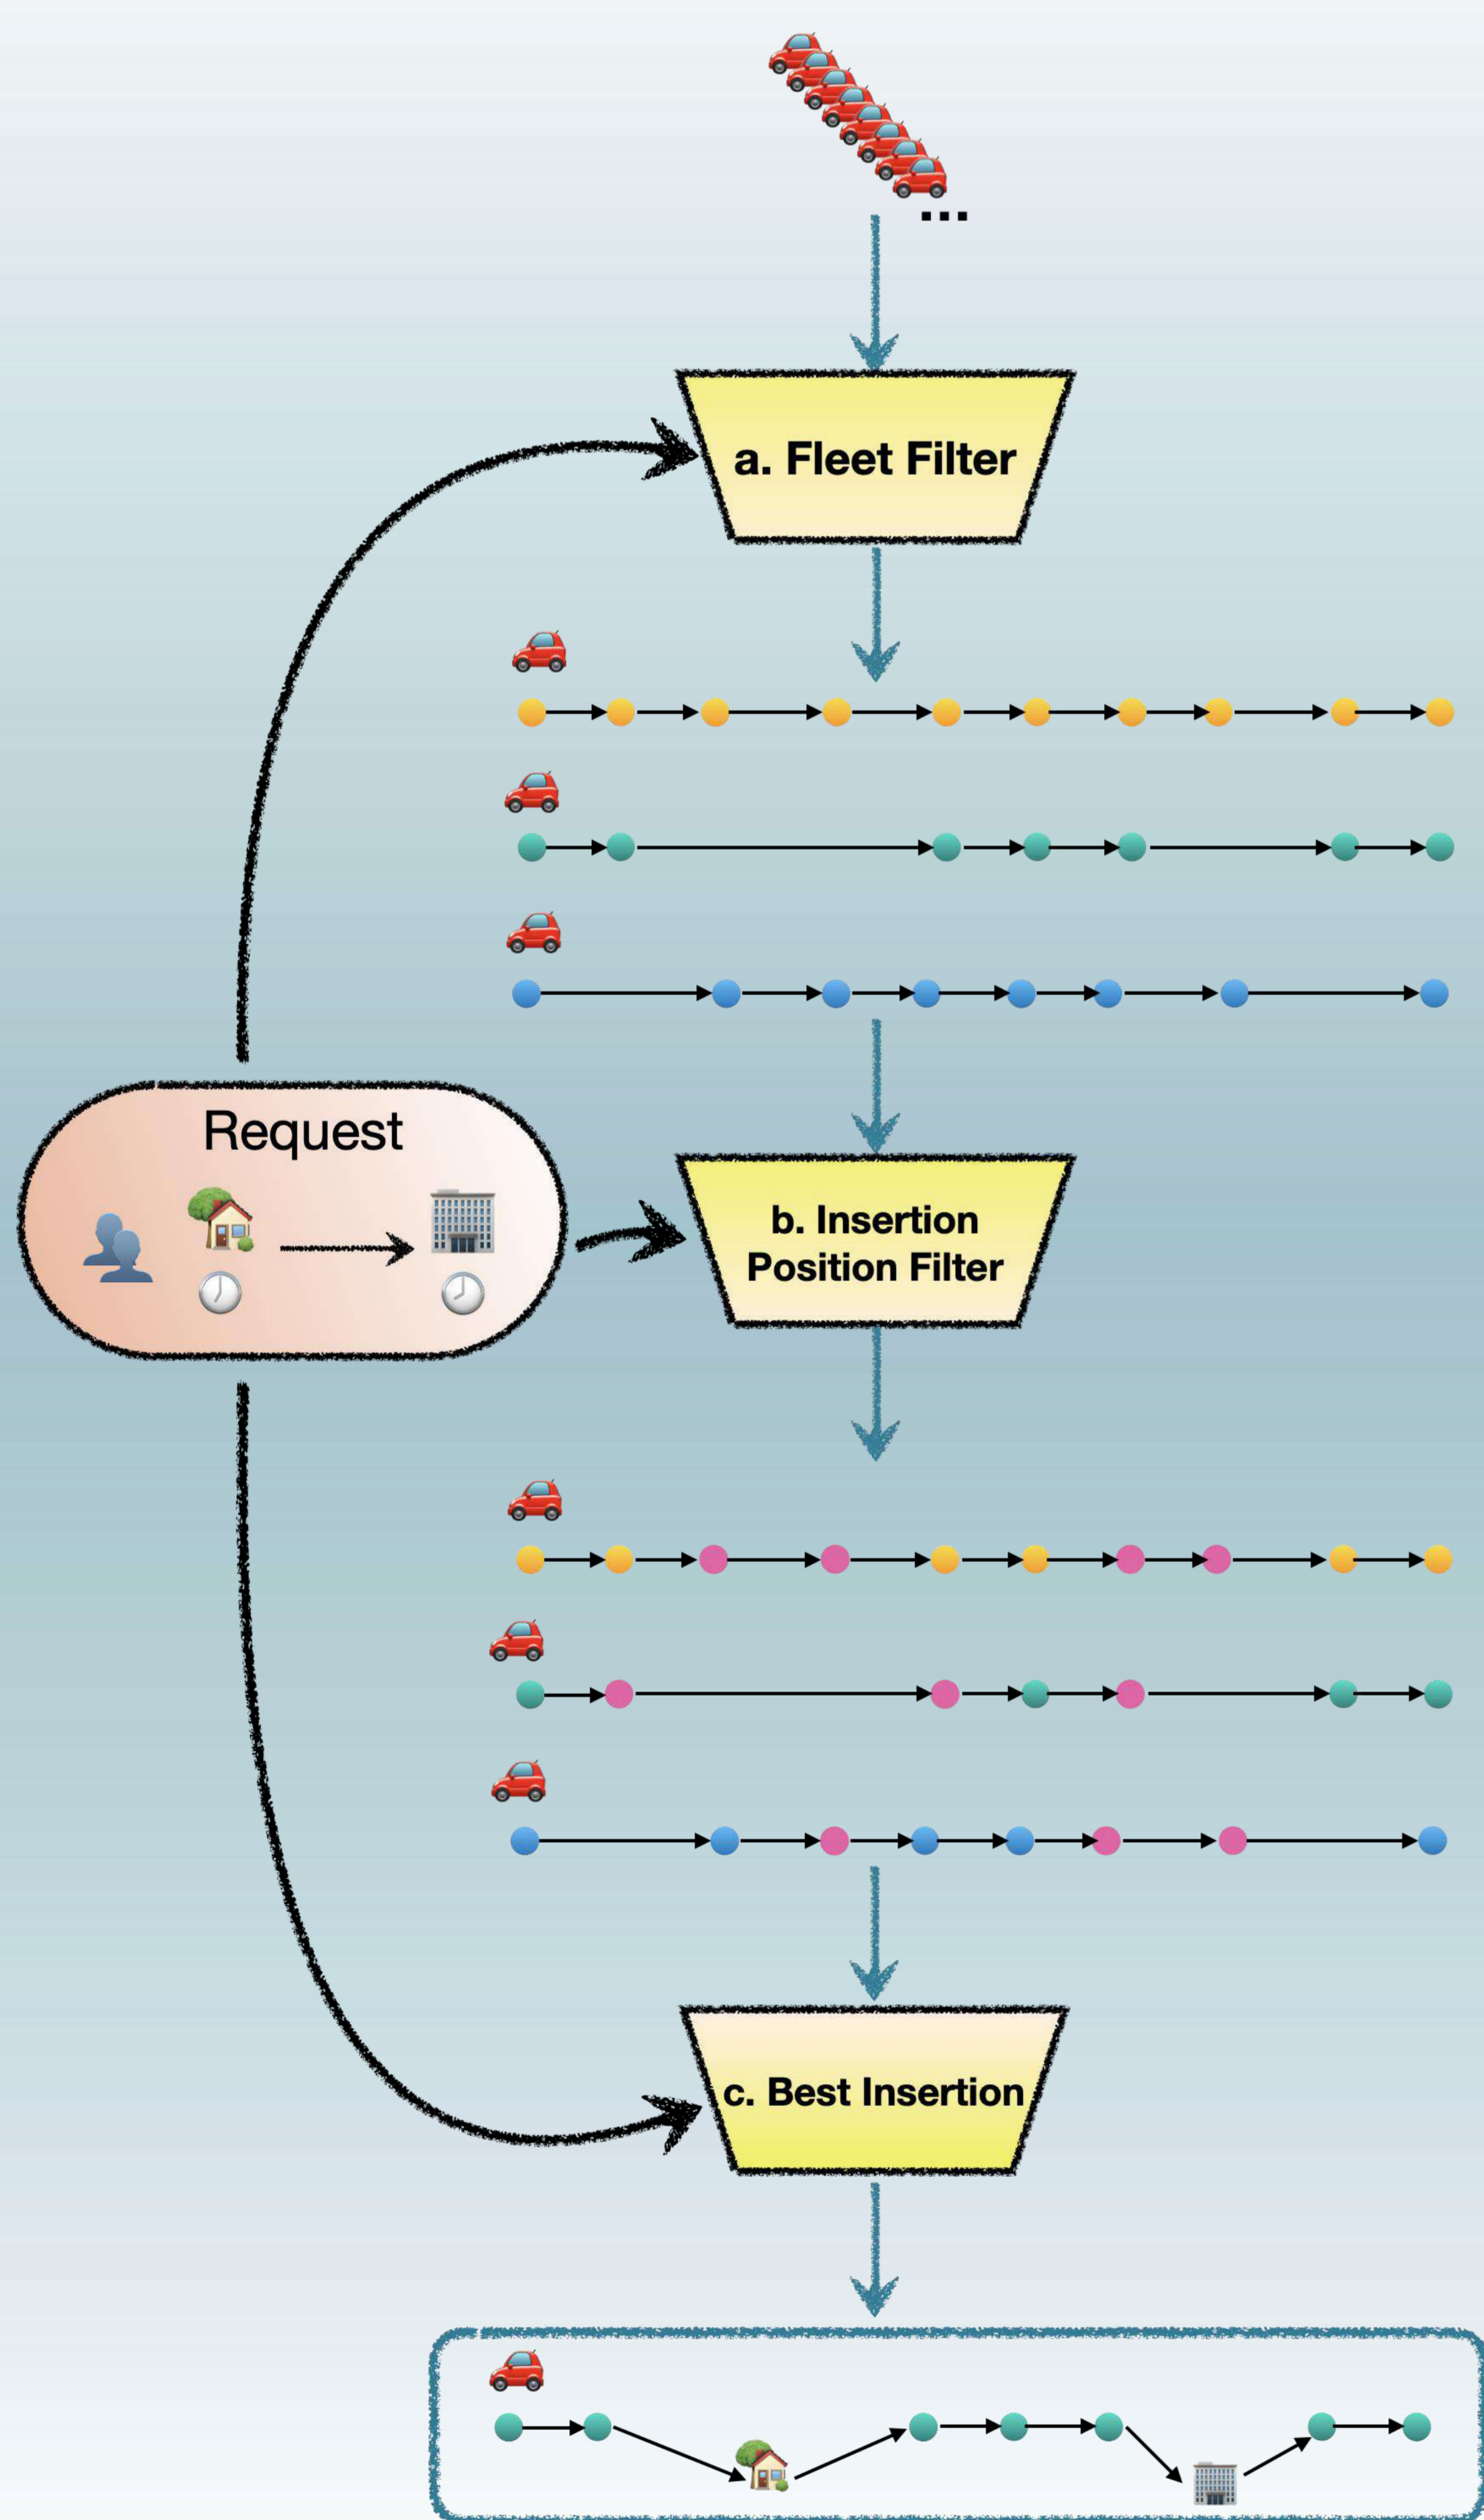 ...
a. Fleet Filter
Request
b. Insertion
Position Filter
c. Best Insertion